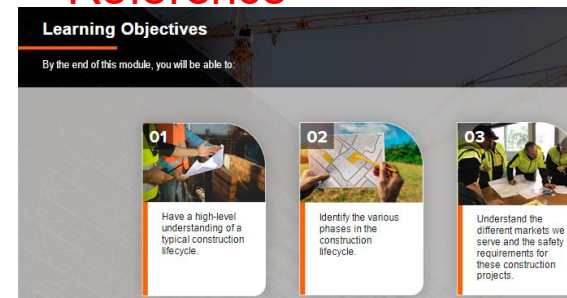 Reference
Learning Objectives
By the end of this module, you will be able to:
01
Have a high-level
understanding of a
typical construction
lifecycle.
02
Identify the various
phases in the
construction
lifecycle.
03
Understand the
different markets we
serve and the safety
requirements for
these construction
projects.